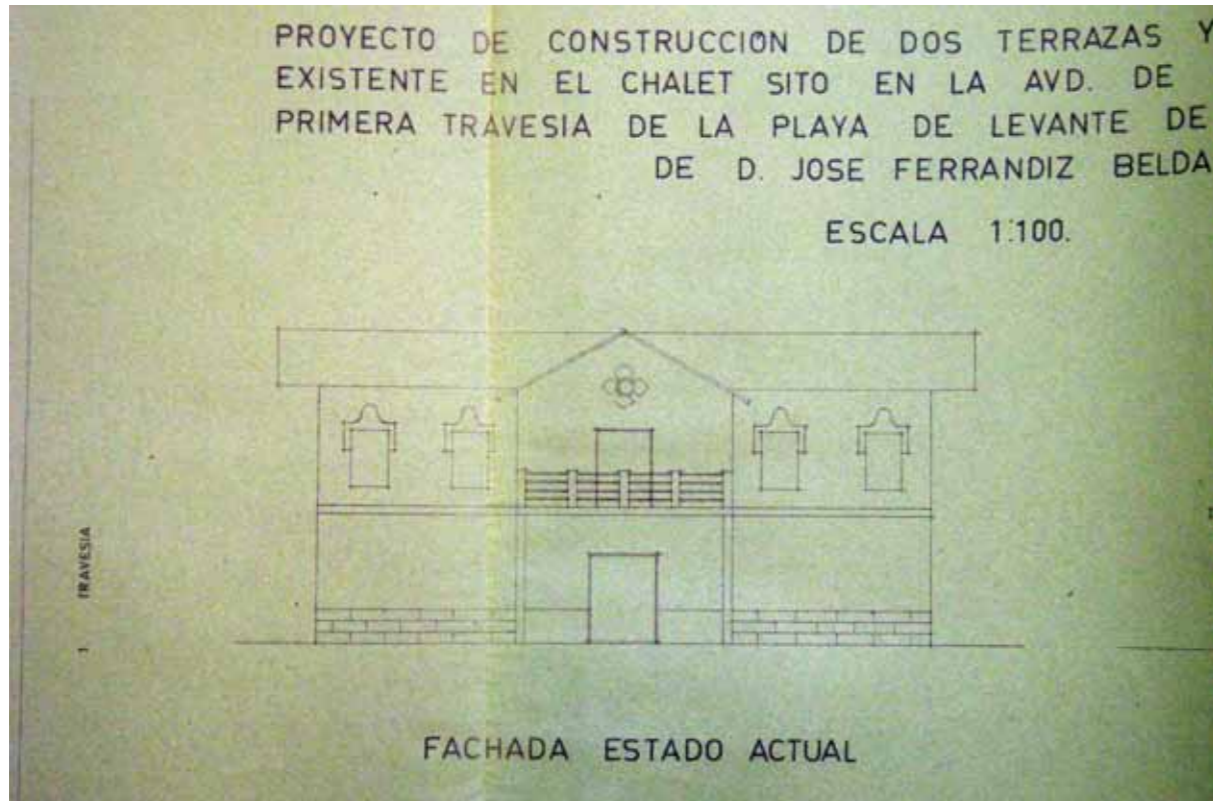 PROYECTO DE CONSTRUCCION DE DOS TERRAZAS Y
EXISTENTE EN EL CHALET SITO EN LA AVD. DE
PRIMERA TRAVESIA DE LA PLAYA DE LEVANTE DE
DE D. JOSE FERRANDIZ BELDA
ESCALA 1:100.
1 TRAVESIA
FACHADA ESTADO ACTUAL